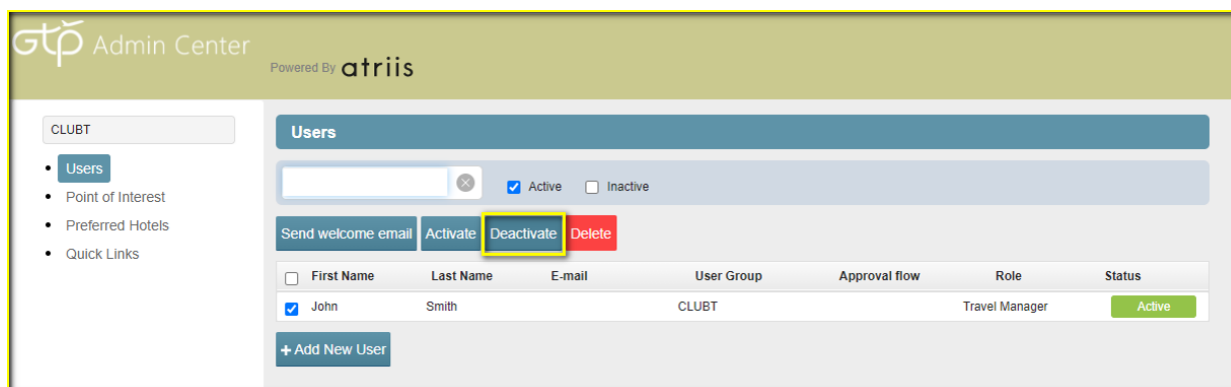 GTP Admin Center
Powered By atriis
CLUBT
Users
Point of Interest
Preferred Hotels
Quick Links
Users
Active Inactive
Send welcome email Activate Deactivate Delete
First Name Last Name E-mail User Group Approval flow Role Status
John Smith CLUBT Travel Manager Active
+ Add New User